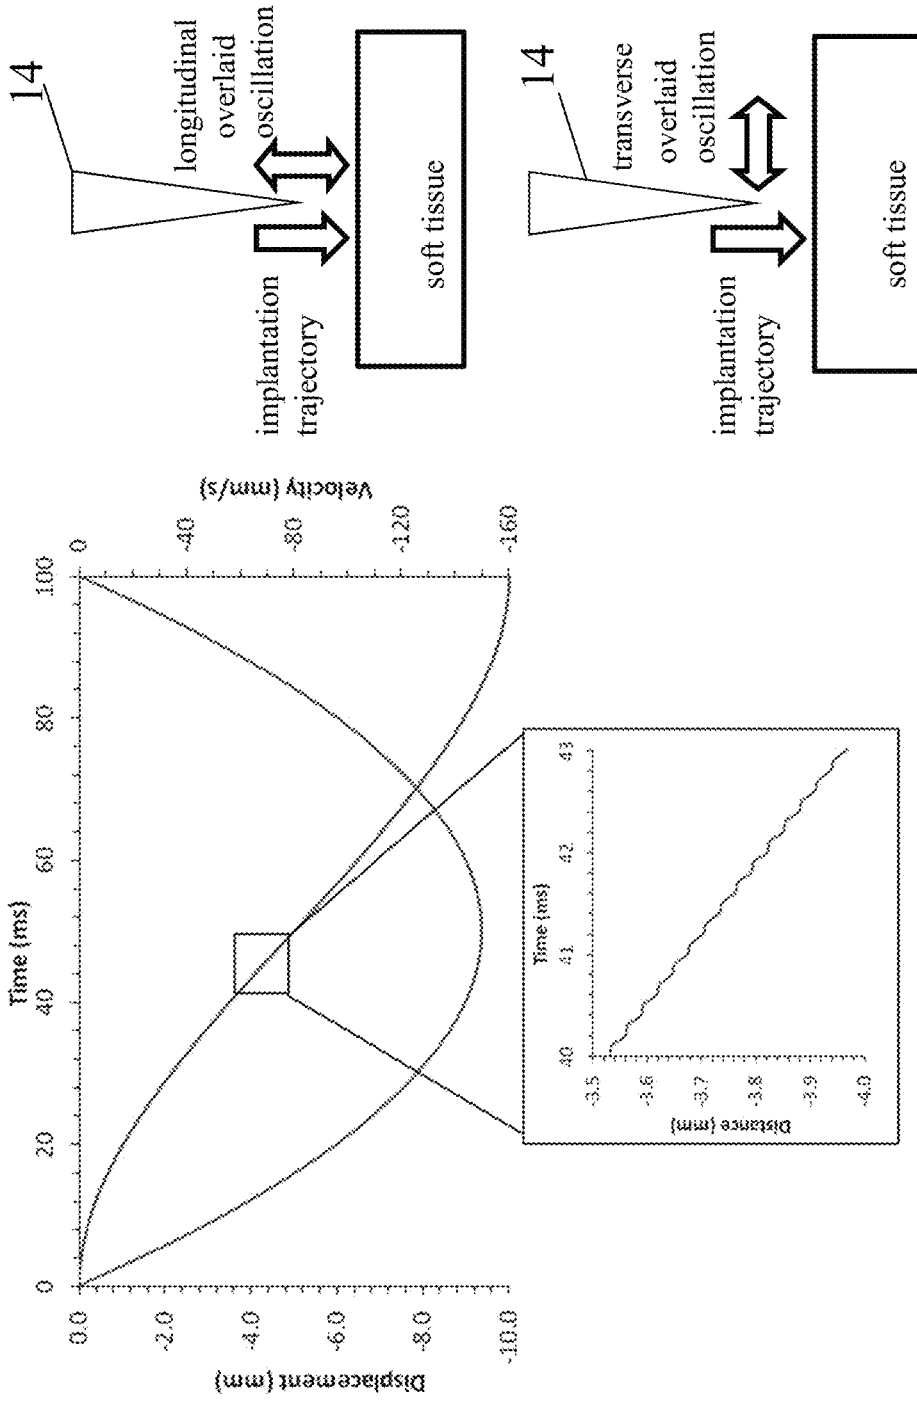 Time (ms)
0
20
40
60
80
100
0.0
-2.0
-4.0
-6.0
-8.0
-10.0
Displacement (mm)
0
-40
-80
-120
-160
Velocity (mm/s)
Time (ms)
40
41
42
43
-3.5
-3.6
-3.7
-3.8
-3.9
-4.0
Distance (mm)
14
implantation
trajectory
longitudinal
overlaid
oscillation
soft tissue
14
implantation
trajectory
transverse
overlaid
oscillation
soft tissue